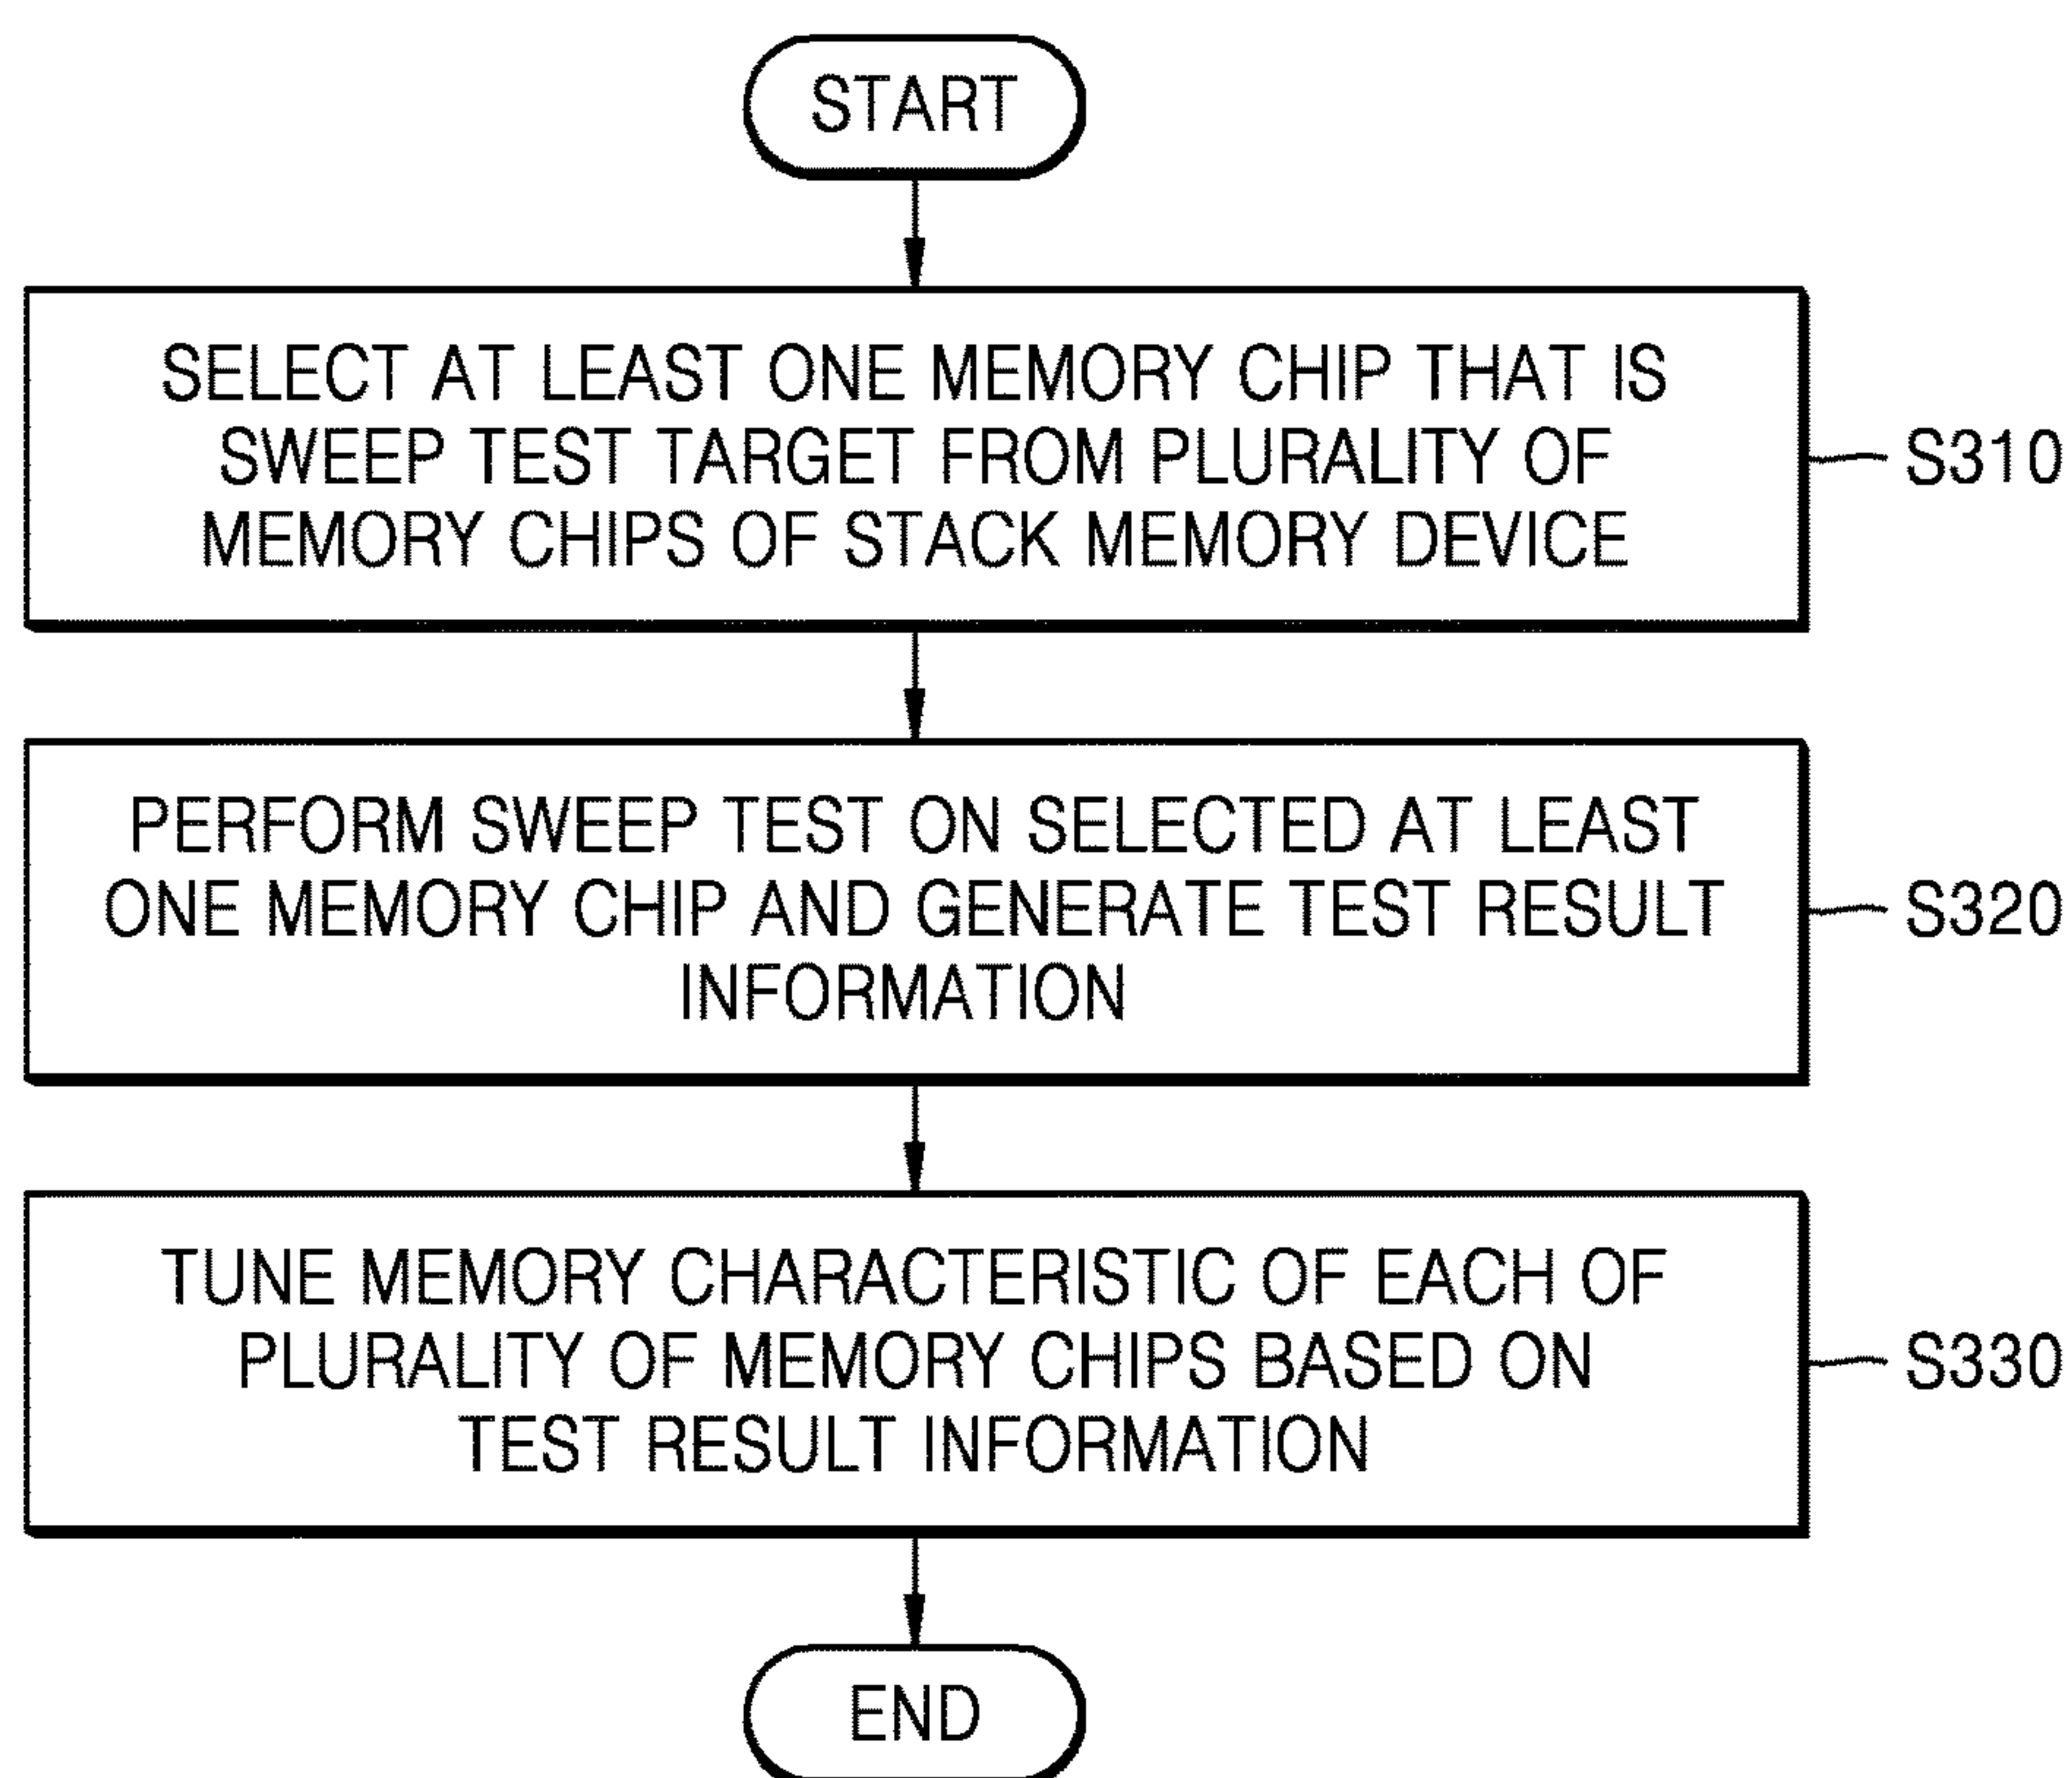 START
SELECT AT LEAST ONE MEMORY CHIP THAT IS
SWEEP TEST TARGET FROM PLURALITY OF
MEMORY CHIPS OF STACK MEMORY DEVICE
S310
PERFORM SWEEP TEST ON SELECTED AT LEAST
ONE MEMORY CHIP AND GENERATE TEST RESULT
INFORMATION
S320
TUNE MEMORY CHARACTERISTIC OF EACH OF
PLURALITY OF MEMORY CHIPS BASED ON
TEST RESULT INFORMATION
S330
END